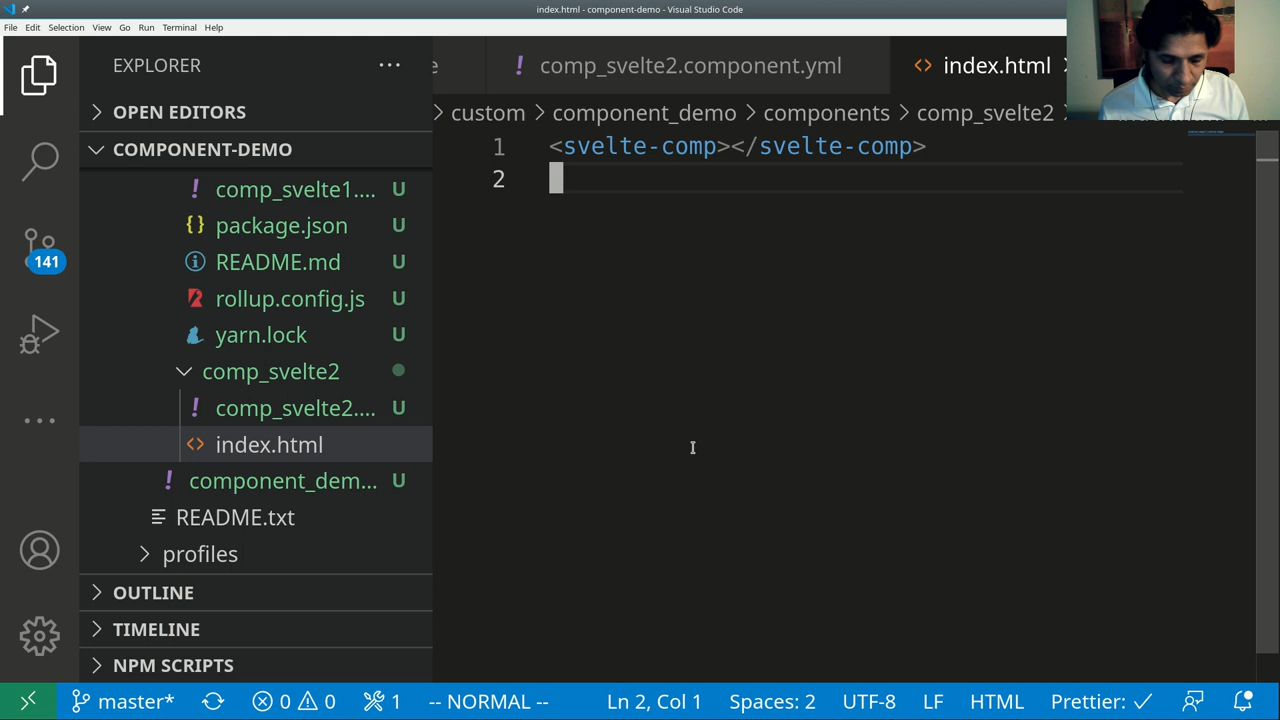 index.html - component-demo - Visual Studio Code
File Edit Selection View Go Run Terminal Help
EXPLORER
OPEN EDITORS
COMPONENT-DEMO
comp_svelte1.... U
package.json U
README.md U
rollup.config.js U
yarn.lock U
comp_svelte2
comp_svelte2.... U
index.html
component_dem... U
README.txt
profiles
OUTLINE
TIMELINE
NPM SCRIPTS
141
e ! comp_svelte2.component.yml <> index.html
custom > component_demo > components > comp_svelte2 >
1 <svelte-comp></svelte-comp>
2
master* 0 0 1 -- NORMAL -- Ln 2, Col 1 Spaces: 2 UTF-8 LF HTML Prettier: ✓